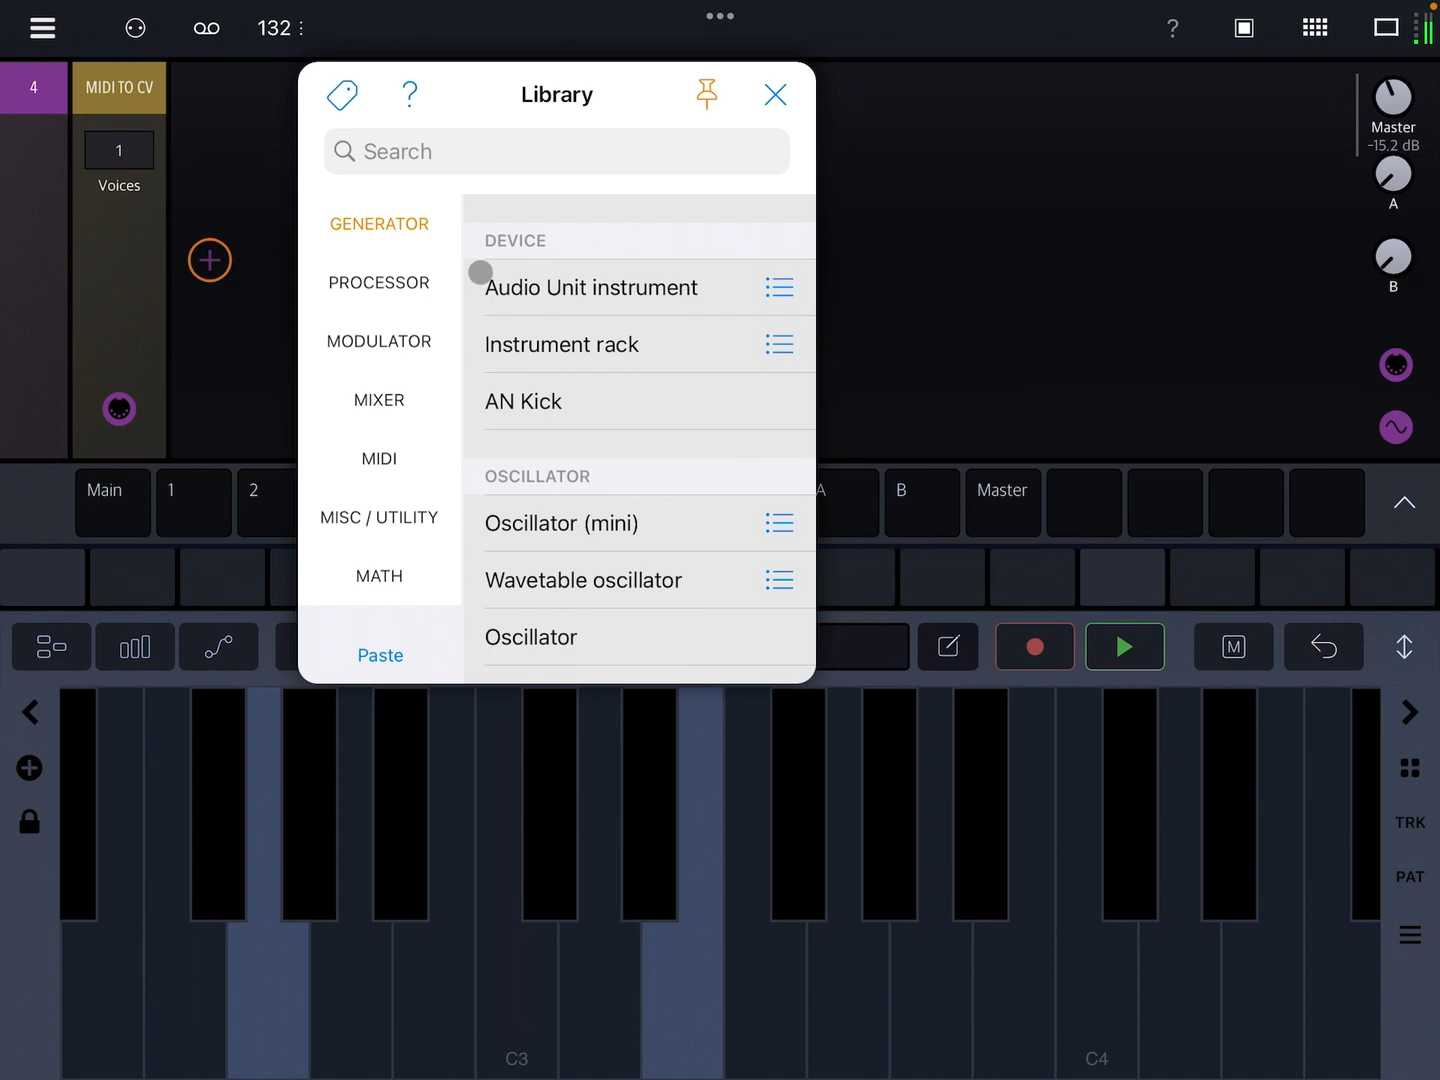 132
?
4
MIDI TO CV
1
Voices
?
Library
Search
GENERATOR
PROCESSOR
MODULATOR
MIXER
MIDI
MISC / UTILITY
MATH
Paste
DEVICE
Audio Unit instrument
Instrument rack
AN Kick
OSCILLATOR
Oscillator (mini)
Wavetable oscillator
Oscillator
Master
-15,2 dB
A
B
Main
1
2
A
B
Master
M
TRK
PAT
C3
C4